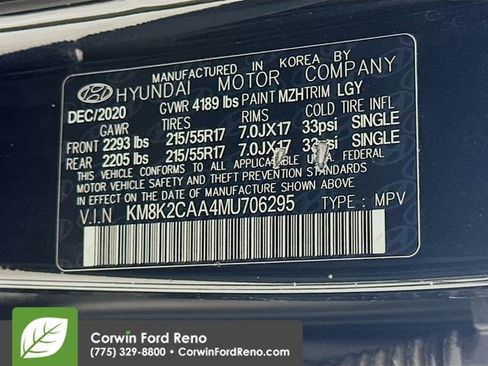 MANUFACTURED IN KOREA BY
HYUNDAI MOTOR COMPANY
DEC/2020 GVWR 4189 lbs PAINT MZH TRIM LGY
GAWR TIRES RIMS COLD TIRE INFL
FRONT 2293 lbs 215/55R17 7.0JX17 33psi SINGLE
REAR 2205 lbs 215/55R17 7.0JX17 psi SINGLE
THIS VEHICLE CONFORMS TO ALL APPLICABLE U.S.A. FEDERAL
MOTOR VEHICLE SAFETY AND THEFT PREVENTION STANDARDS
IN EFFECT ON THE DATE OF MANUFACTURE SHOWN ABOVE
V.I.N KM8K2CAA4MU706295 TYPE : MPV
Corwin Ford Reno
(775) 329-8800 • CorwinFordReno.com